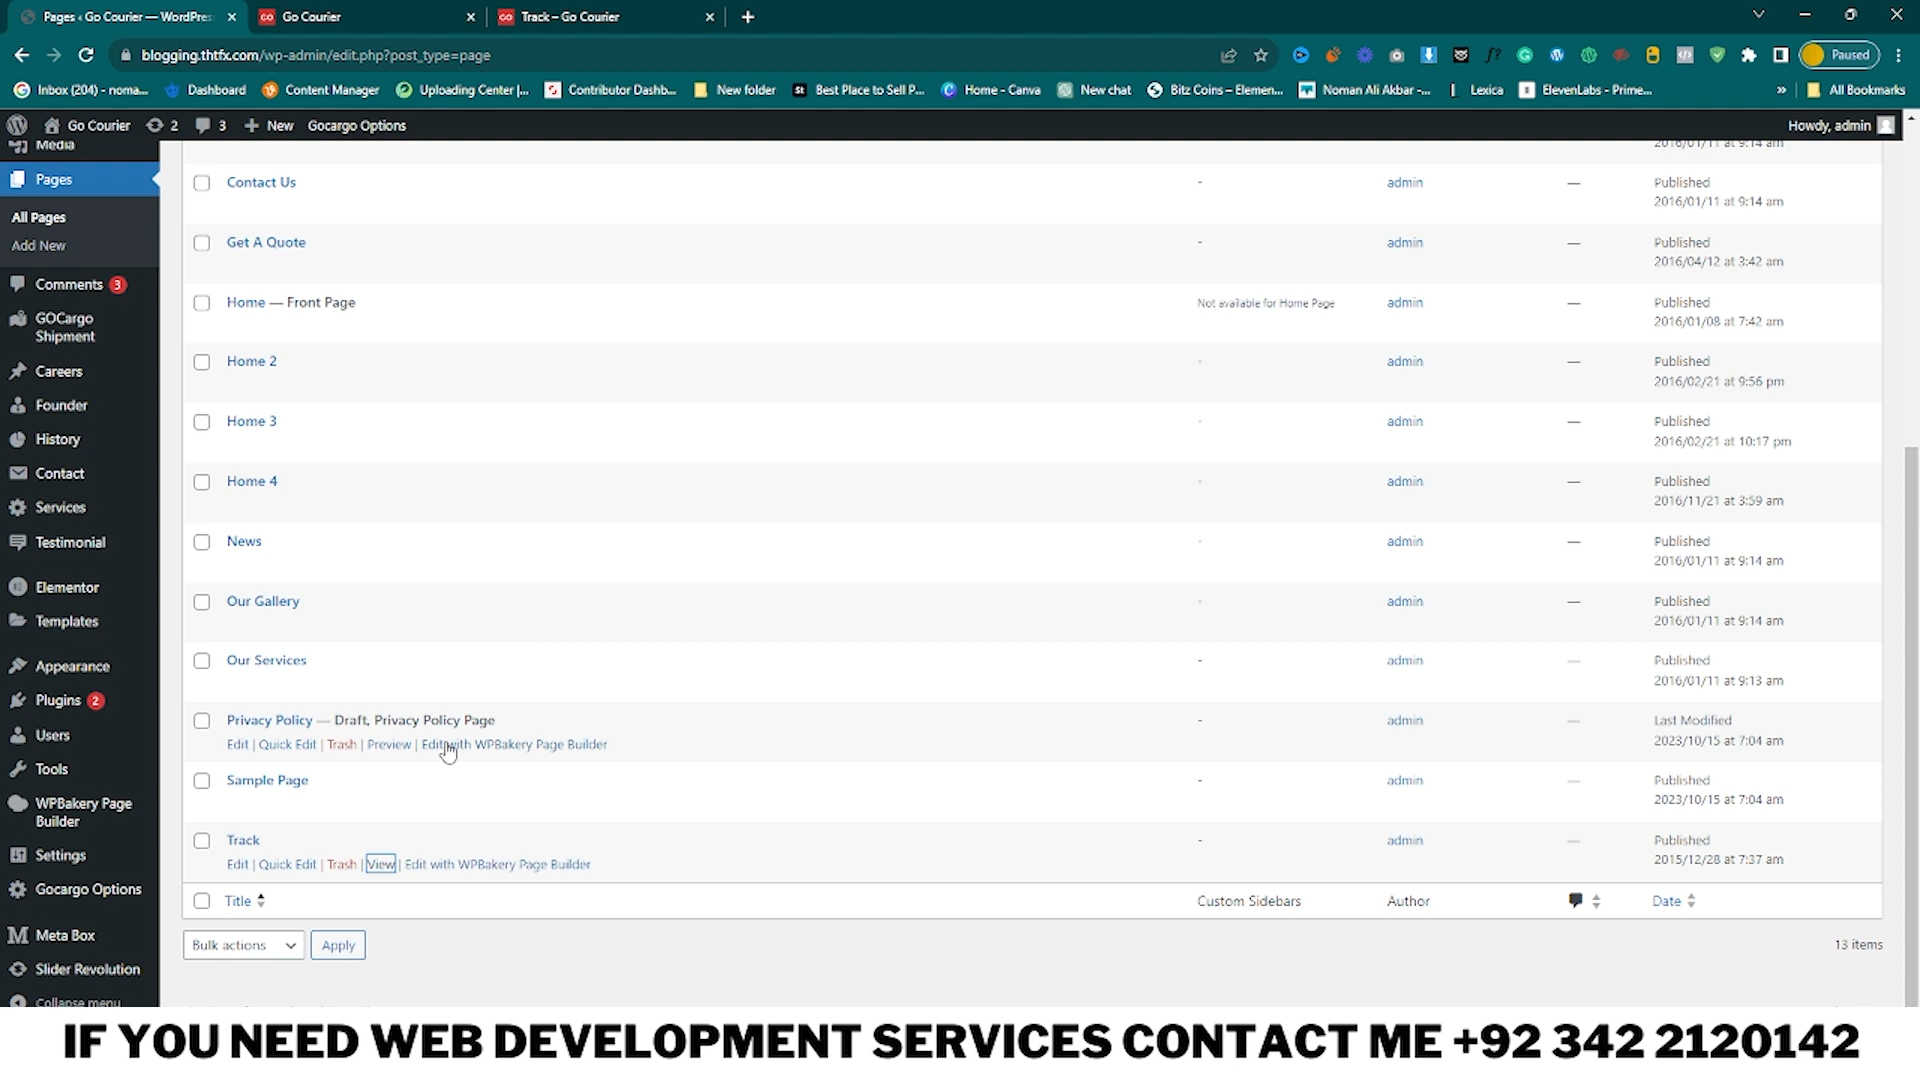 Pages ‹ Go Courier — WordPres
Go Courier
Track – Go Courier
blogging.thtfx.com/wp-admin/edit.php?post_type=page
Paused
Inbox (204) - noma...
Dashboard
Content Manager
Uploading Center |...
Contributor Dashb...
New folder
Best Place to Sell P...
Home - Canva
New chat
Bitz Coins – Elemen...
Noman Ali Akbar -...
Lexica
ElevenLabs - Prime...
»
All Bookmarks
Go Courier
2
3
New
Gocargo Options
Howdy, admin
Media
Pages
All Pages
Add New
Comments 3
GOCargo
Shipment
Careers
Founder
History
Contact
Services
Testimonial
Elementor
Templates
Appearance
Plugins 2
Users
Tools
WPBakery Page
Builder
Settings
Gocargo Options
Meta Box
Slider Revolution
Collapse menu
2016/01/11 at 9:14 am
Contact Us - admin — Published
2016/01/11 at 9:14 am
Get A Quote - admin — Published
2016/04/12 at 3:42 am
Home — Front Page Not available for Home Page admin — Published
2016/01/08 at 7:42 am
Home 2 - admin — Published
2016/02/21 at 9:56 pm
Home 3 - admin — Published
2016/02/21 at 10:17 pm
Home 4 - admin — Published
2016/11/21 at 3:59 am
News - admin — Published
2016/01/11 at 9:14 am
Our Gallery - admin — Published
2016/01/11 at 9:14 am
Our Services - admin — Published
2016/01/11 at 9:13 am
Privacy Policy — Draft, Privacy Policy Page - admin — Last Modified
Edit | Quick Edit | Trash | Preview | Edit with WPBakery Page Builder 2023/10/15 at 7:04 am
Sample Page - admin — Published
2023/10/15 at 7:04 am
Track - admin — Published
Edit | Quick Edit | Trash | View | Edit with WPBakery Page Builder 2015/12/28 at 7:37 am
Title Custom Sidebars Author Date
Bulk actions Apply 13 items
IF YOU NEED WEB DEVELOPMENT SERVICES CONTACT ME +92 342 2120142